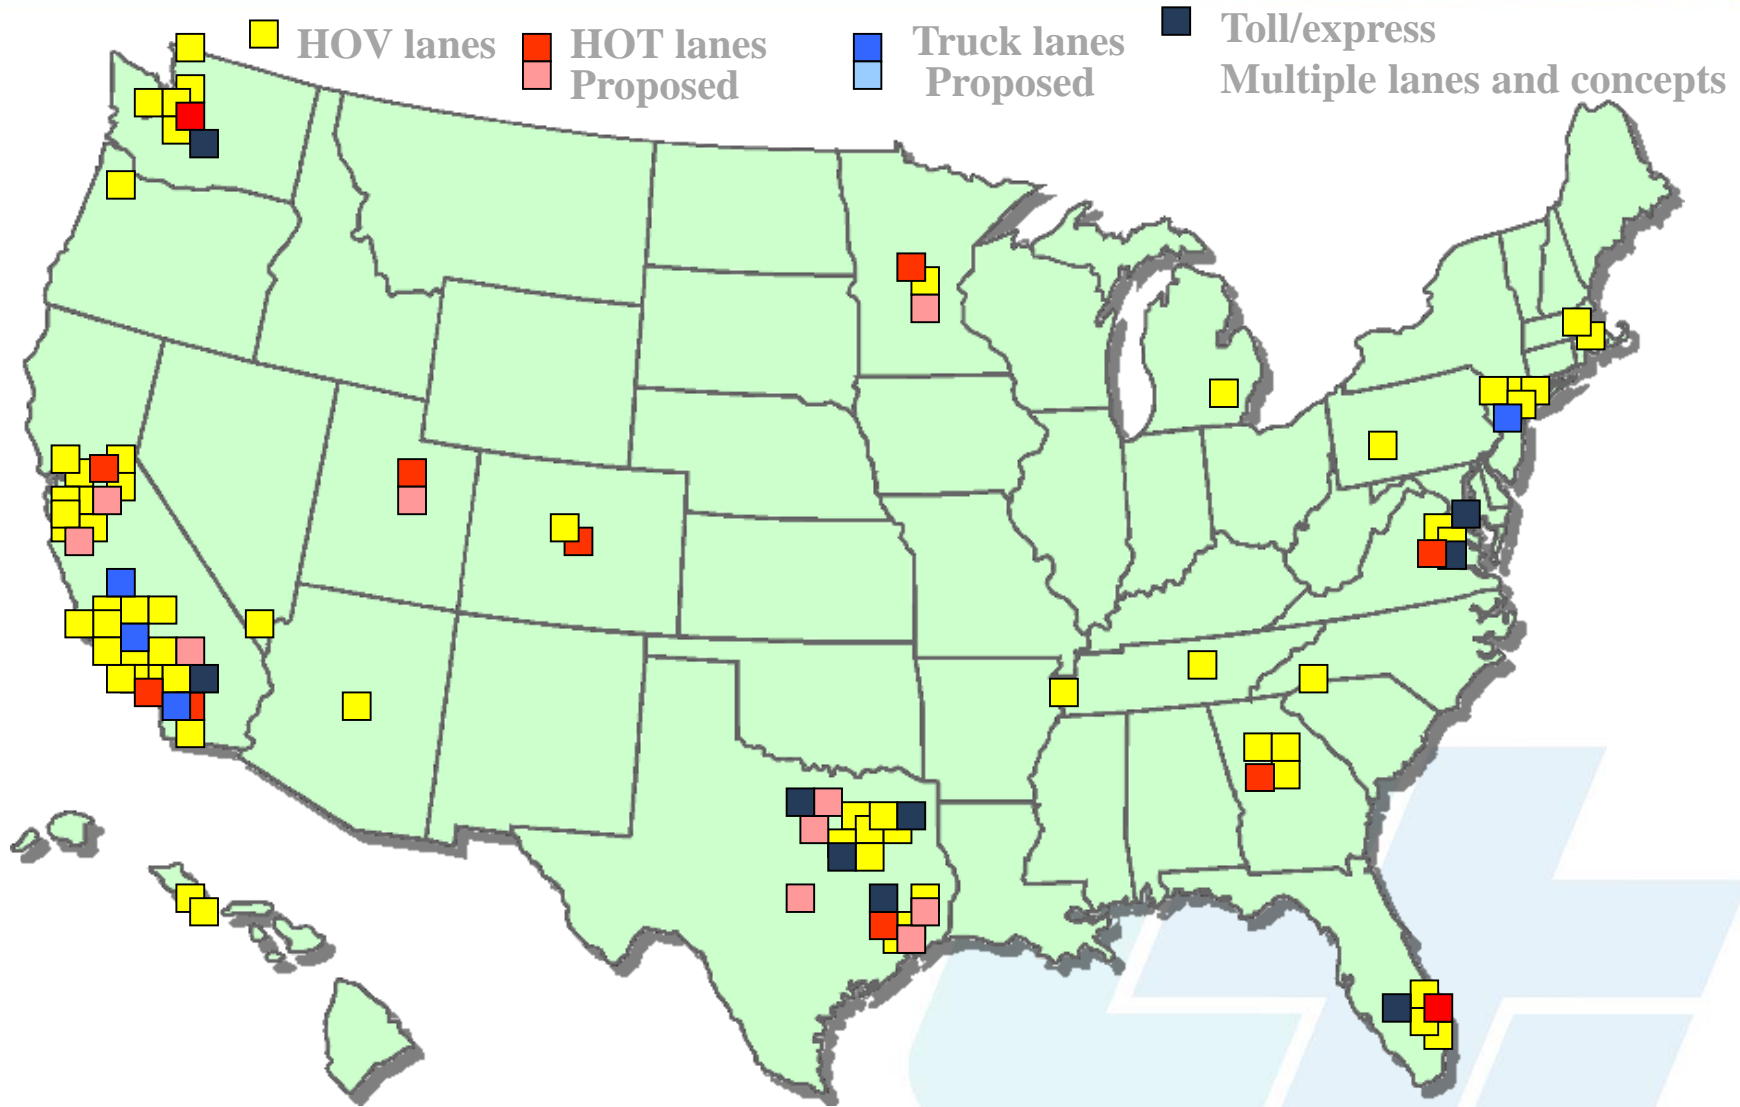 HOV lanes
HOT lanes
Proposed
Truck lanes
Proposed
Toll/express
Multiple lanes and concepts